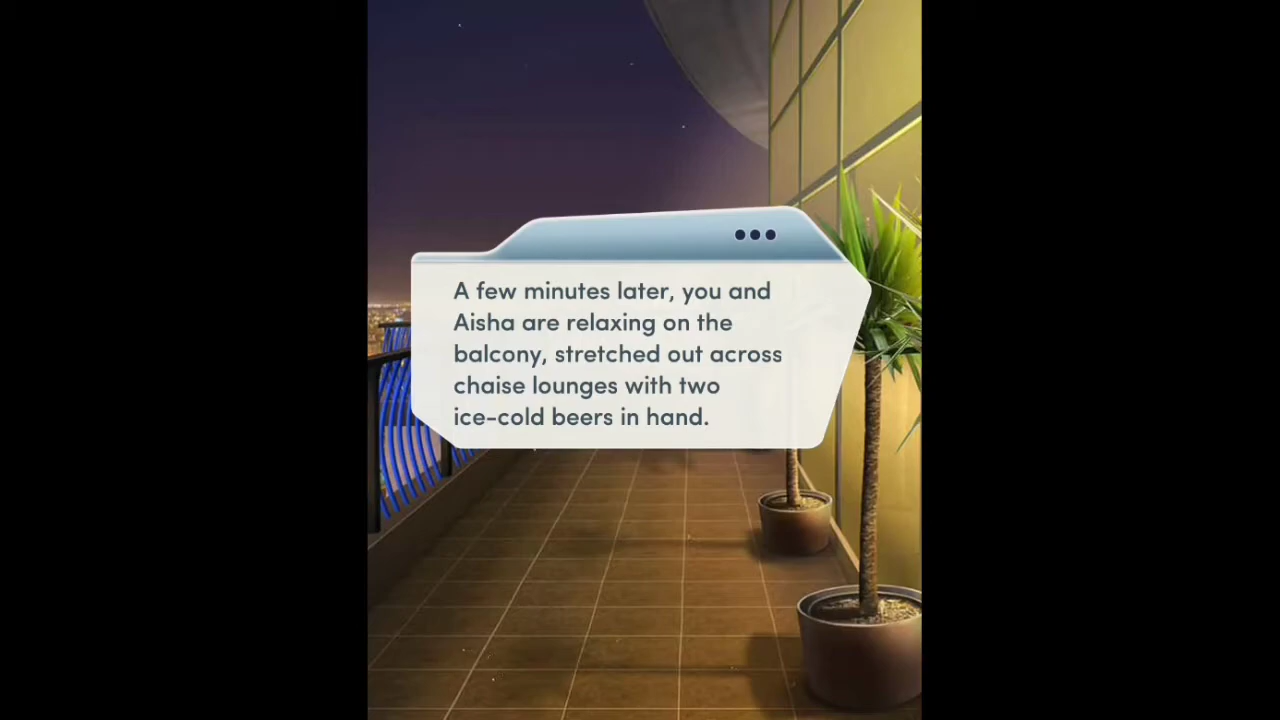 A few minutes later, you and
Aisha are relaxing on the
balcony, stretched out across
chaise lounges with two
ice-cold beers in hand.